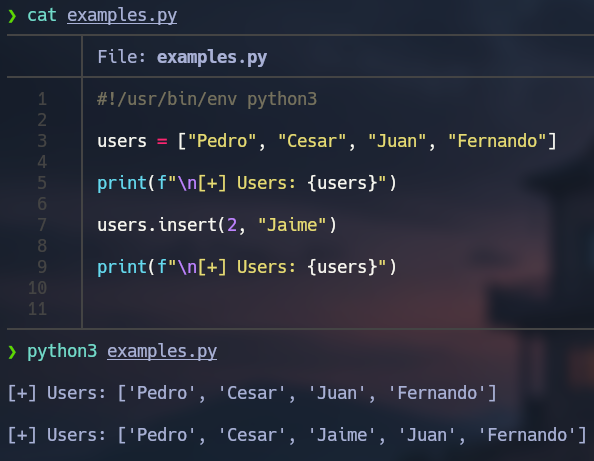 ❯ cat examples.py
File: examples.py
1 #!/usr/bin/env python3
2
3 users = ["Pedro", "Cesar", "Juan", "Fernando"]
4
5 print(f"\n[+] Users: {users}")
6
7 users.insert(2, "Jaime")
8
9 print(f"\n[+] Users: {users}")
10
11
❯ python3 examples.py
[+] Users: ['Pedro', 'Cesar', 'Juan', 'Fernando']
[+] Users: ['Pedro', 'Cesar', 'Jaime', 'Juan', 'Fernando']